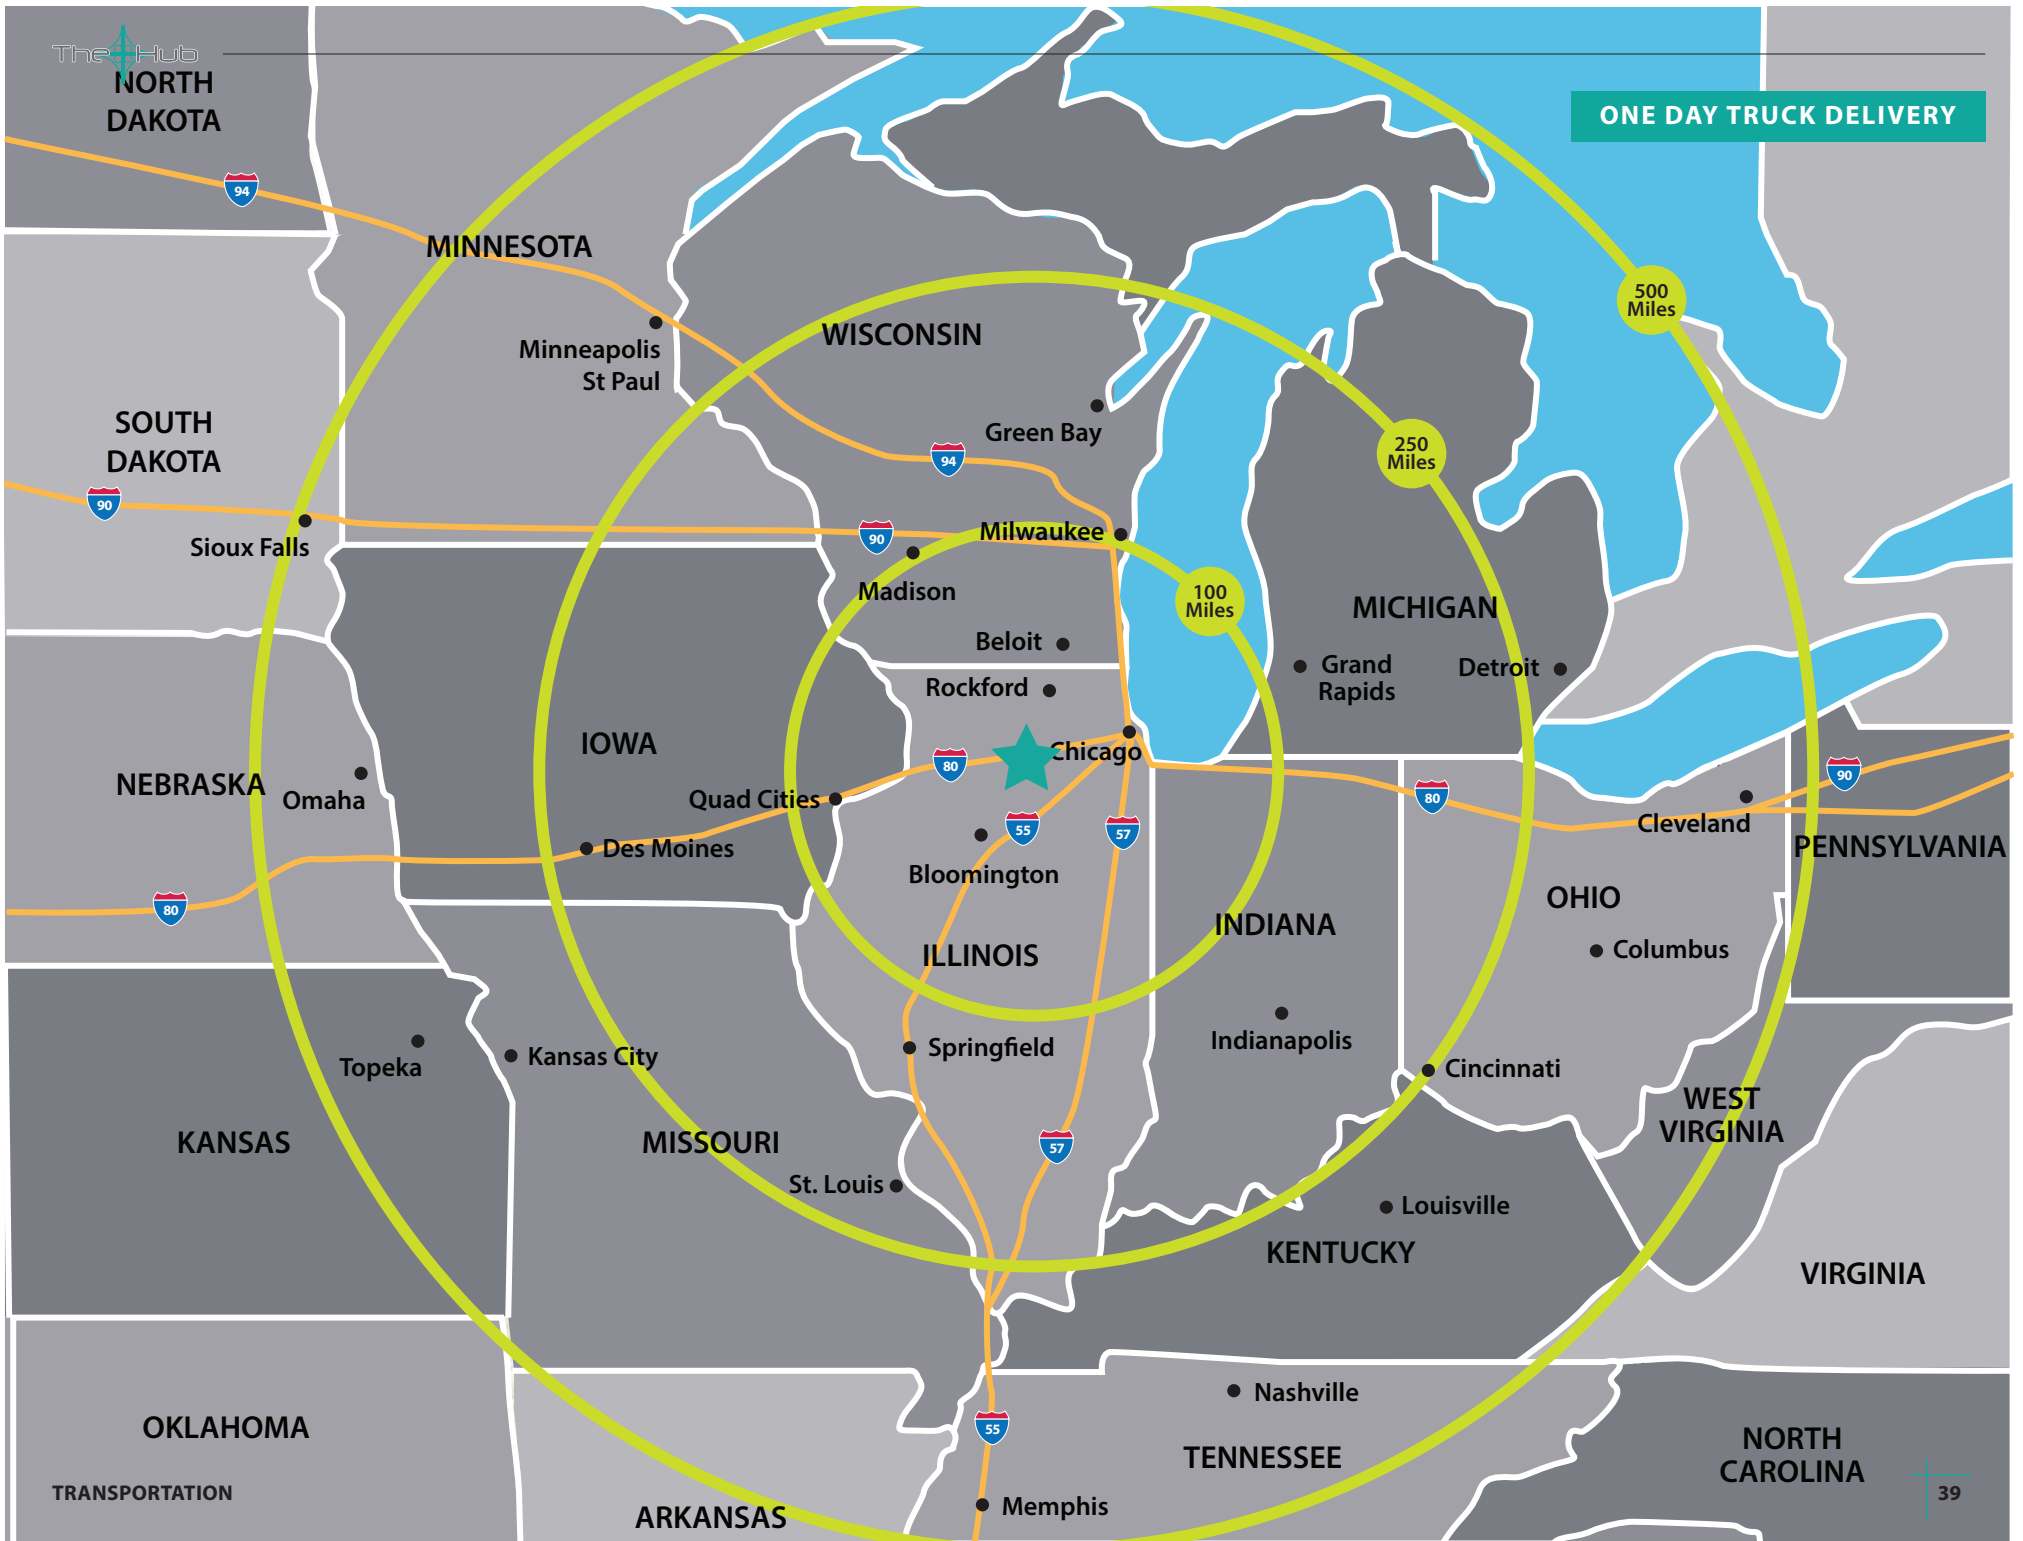 The Hub
NORTH
DAKOTA
ONE DAY TRUCK DELIVERY
94
MINNESOTA
500
Miles
Minneapolis
St Paul
WISCONSIN
Green Bay
94
250
Miles
SOUTH
DAKOTA
90
Sioux Falls
90
Milwaukee
Madison
100
Miles
MICHIGAN
Beloit
Grand
Rapids
Detroit
Rockford
IOWA
Chicago
80
NEBRASKA
Omaha
Quad Cities
80
90
Cleveland
55
57
Des Moines
PENNSYLVANIA
Bloomington
80
OHIO
INDIANA
ILLINOIS
Columbus
Indianapolis
Springfield
Topeka
Kansas City
Cincinnati
WEST
VIRGINIA
KANSAS
MISSOURI
57
St. Louis
Louisville
KENTUCKY
VIRGINIA
Nashville
OKLAHOMA
55
TENNESSEE
NORTH
CAROLINA
TRANSPORTATION
39
ARKANSAS
Memphis